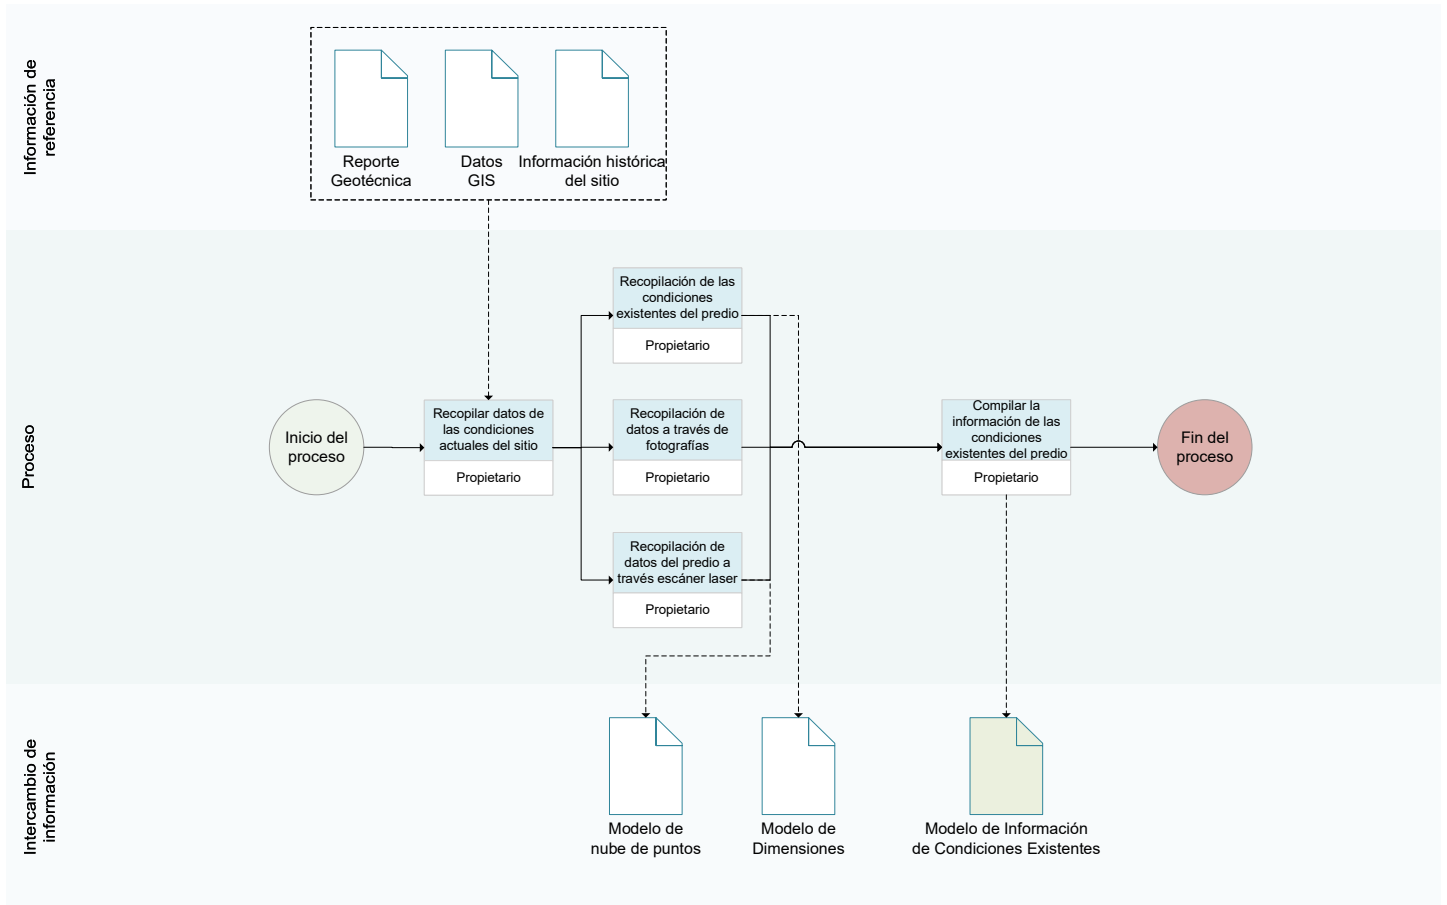 Información de
referencia
Reporte
Geotécnica
Datos
GIS
Información histórica
del sitio
Proceso
Inicio del
proceso
Recopilar datos de
las condiciones
actuales del sitio
Propietario
Recopilación de las
condiciones
existentes del predio
Propietario
Recopilación de
datos a través de
fotografías
Propietario
Recopilación de
datos del predio a
través escáner laser
Propietario
Compilar la
información de las
condiciones
existentes del predio
Propietario
Fin del
proceso
Intercambio de
información
Modelo de
nube de puntos
Modelo de
Dimensiones
Modelo de Información
de Condiciones Existentes